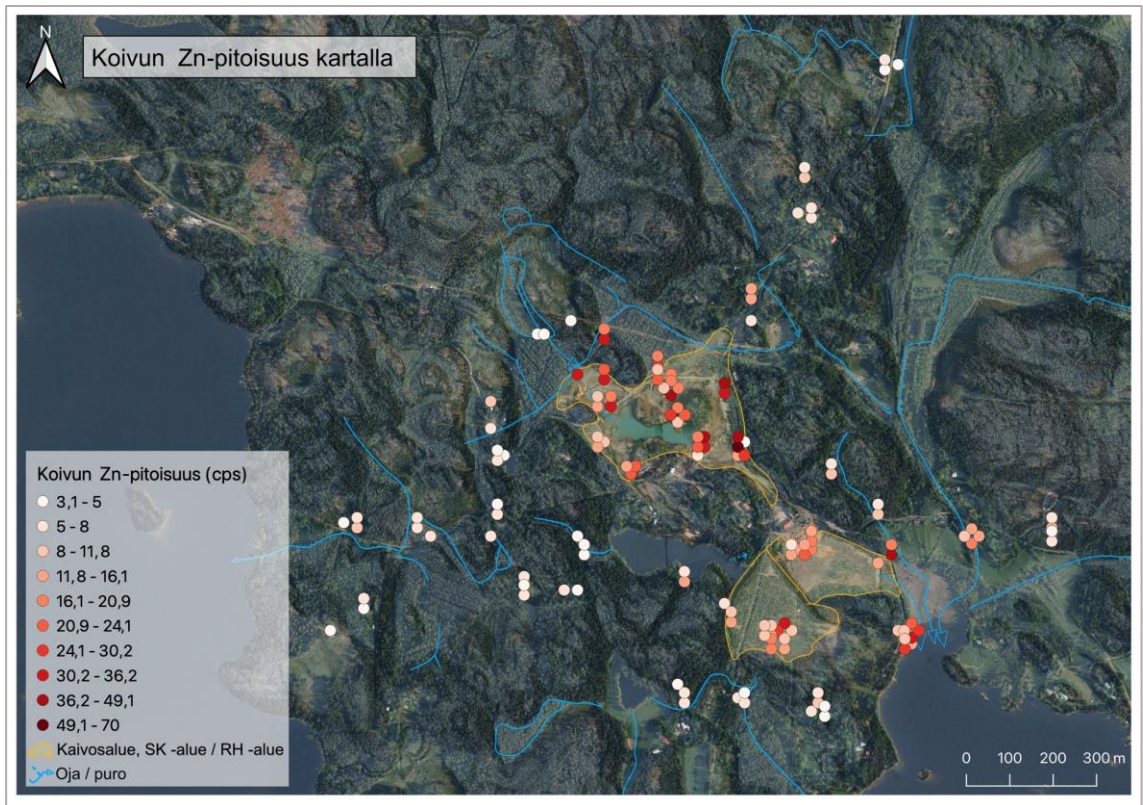 N
Koivun Zn-pitoisuus kartalla
Koivun Zn-pitoisuus (cps)
3,1 - 5
5 - 8
8 - 11,8
11,8 - 16,1
16,1 - 20,9
20,9 - 24,1
24,1 - 30,2
30,2 - 36,2
36,2 - 49,1
49,1 - 70
Kaivosalue, SK -alue / RH -alue
Oja / puro
0 100 200 300 m